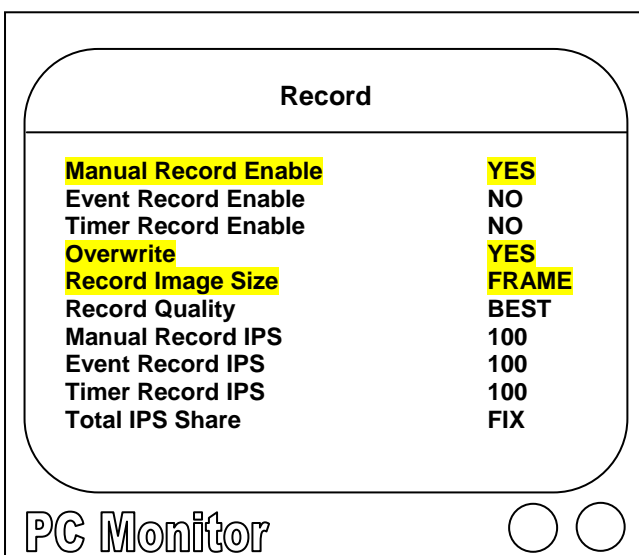 Record
Manual Record Enable YES
Event Record Enable NO
Timer Record Enable NO
Overwrite YES
Record Image Size FRAME
Record Quality BEST
Manual Record IPS 100
Event Record IPS 100
Timer Record IPS 100
Total IPS Share FIX
PC Monitor